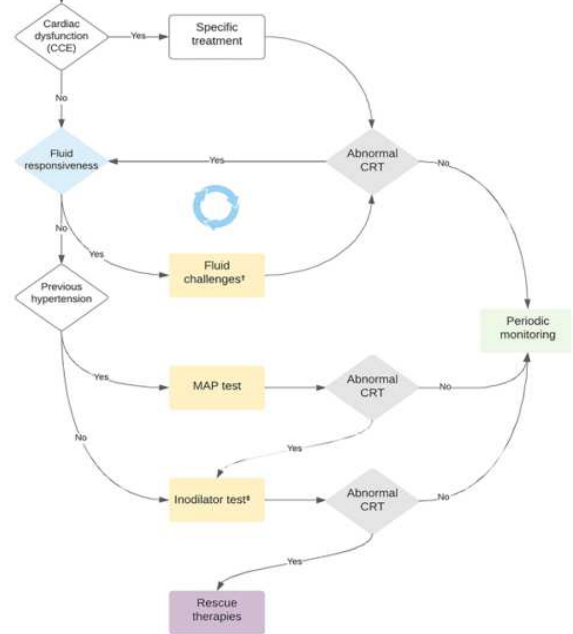 Cardiac
dysfunction
(CCE)
Yes
Specific
treatment
No
Fluid
responsiveness
Yes
Abnormal
CRT
No
No
Yes
Fluid
challenges†
Previous
hypertension
Periodic
monitoring
Yes
MAP test
Abnormal
CRT
No
No
Yes
Inodilator test‡
Abnormal
CRT
No
Yes
Rescue
therapies